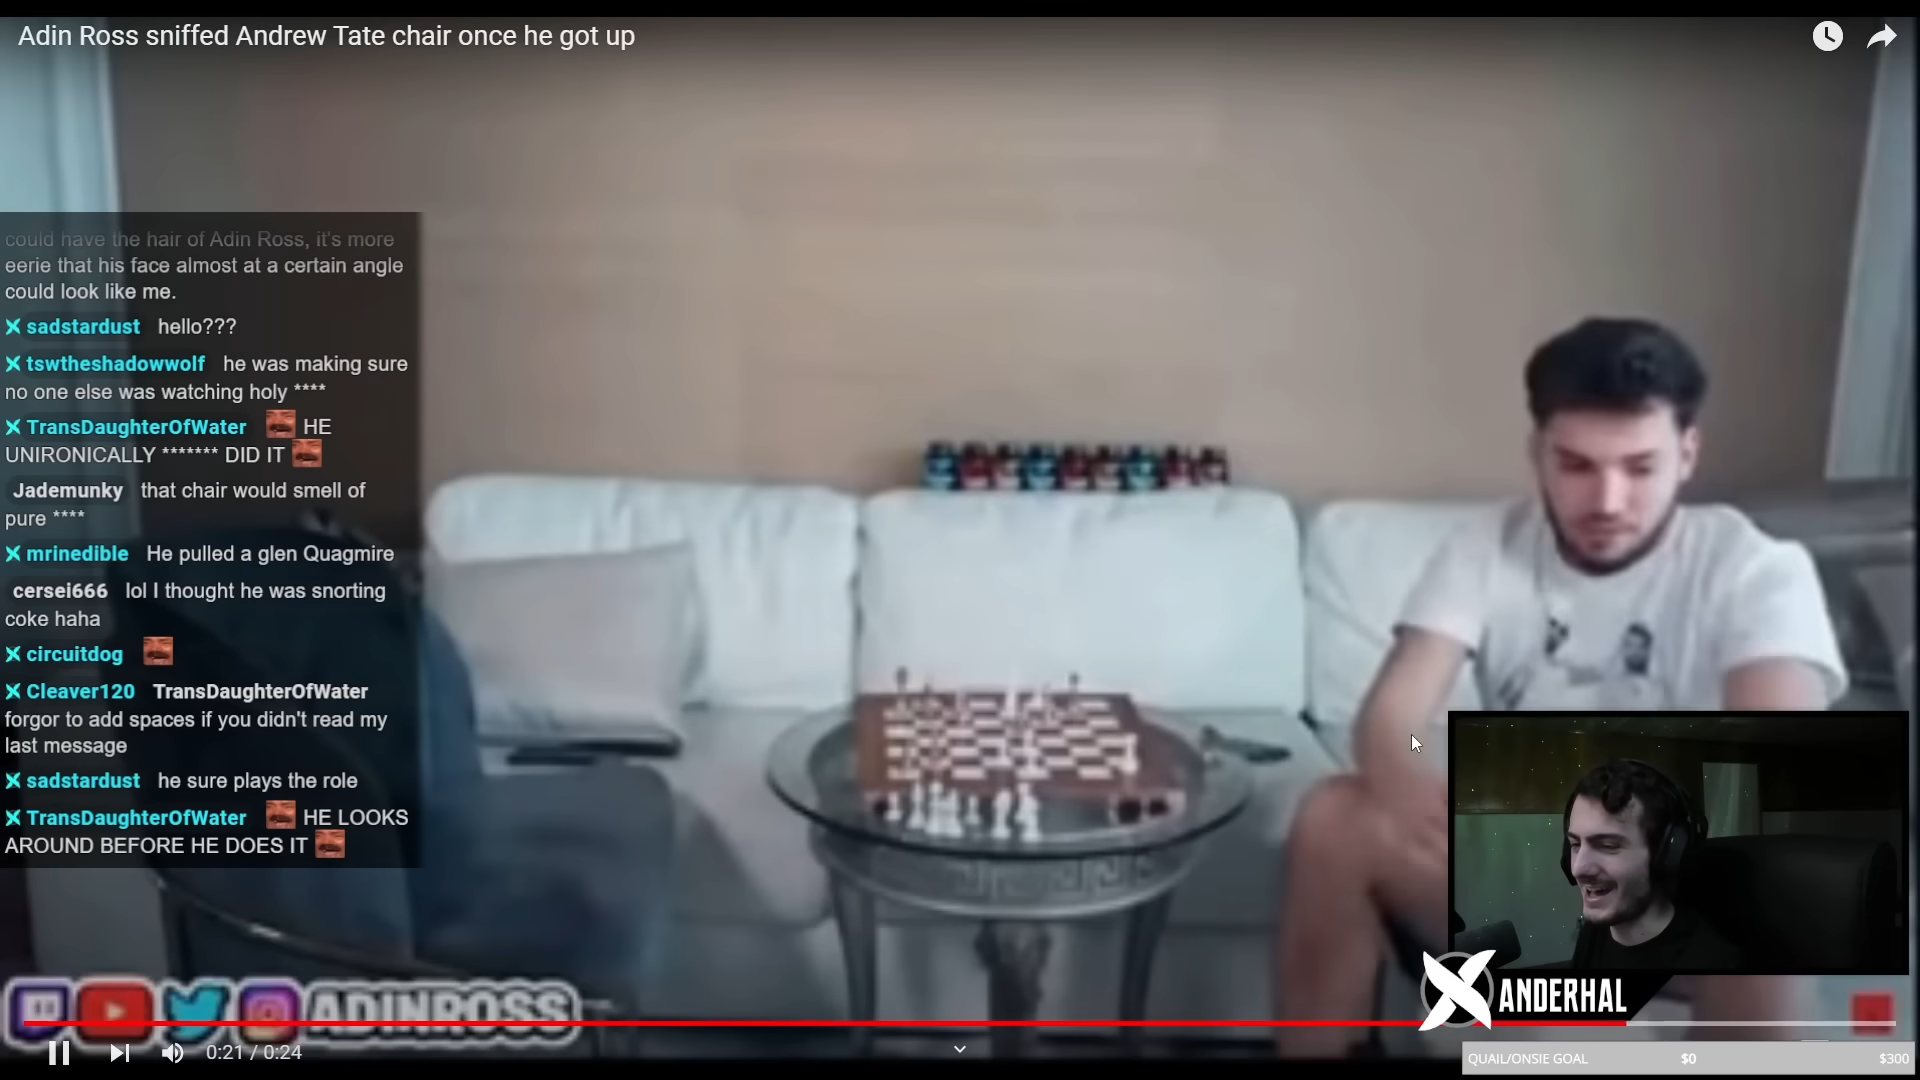 Adin Ross sniffed Andrew Tate chair once he got up
could have the hair of Adin Ross, it's more
eerie that his face almost at a certain angle
could look like me.
sadstardust hello???
tswtheshadowwolf he was making sure
no one else was watching holy ****
TransDaughterOfWater HE
UNIRONICALLY ******* DID IT
Jademunky that chair would smell of
pure ****
mrinedible He pulled a glen Quagmire
cersei666 lol I thought he was snorting
coke haha
circuitdog
Cleaver120 TransDaughterOfWater
forgor to add spaces if you didn't read my
last message
sadstardust he sure plays the role
TransDaughterOfWater HE LOOKS
AROUND BEFORE HE DOES IT
ADINROSS
XANDERHAL
0:21 / 0:24
QUAIL/ONSIE GOAL $0 $300